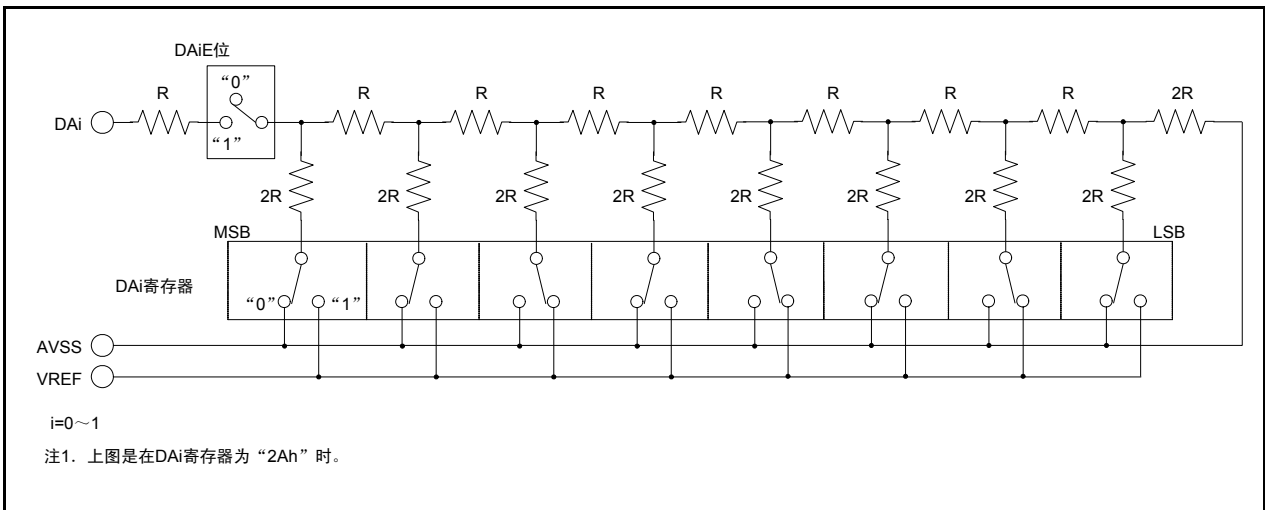 DAiE位
“0”
R R R R R R R R 2R
DAi
“1”
2R 2R 2R 2R 2R 2R 2R 2R
MSB LSB
DAi寄存器
“0” “1”
AVSS
VREF
i=0～1
注1. 上图是在DAi寄存器为“2Ah”时。